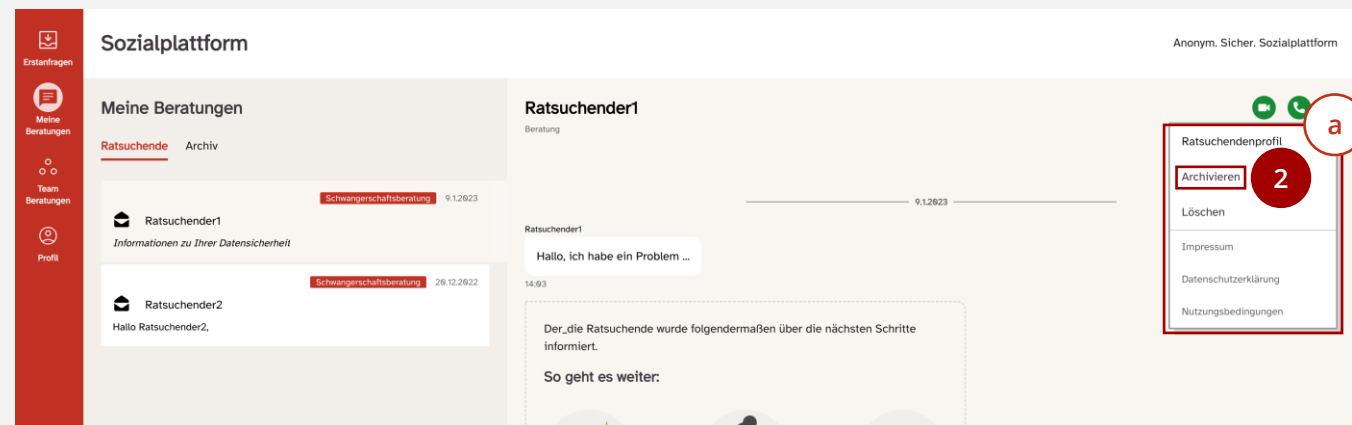 Sozialplattform
Anonym. Sicher. Sozialplattform
Erstanfragen
Meine
Beratungen
Team
Beratungen
Profil
Meine Beratungen
Ratsuchende Archiv
Schwangerschaftsberatung 9.1.2023
Ratsuchender1
Informationen zu Ihrer Datensicherheit
Schwangerschaftsberatung 20.12.2022
Ratsuchender2
Hallo Ratsuchender2,
Ratsuchender1
Beratung
9.1.2023
Ratsuchender1
Hallo, ich habe ein Problem ...
14:03
Der_die Ratsuchende wurde folgendermaßen über die nächsten Schritte
informiert.
So geht es weiter:
a
Ratsuchendenprofil
Archivieren 2
Löschen
Impressum
Datenschutzerklärung
Nutzungsbedingungen